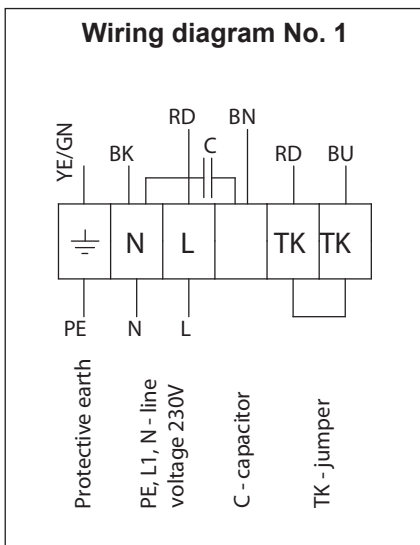 Wiring diagram No. 1
YE/GN
BK
RD
C
BN
RD
BU
N
L
TK
TK
PE
N
L
Protective earth
PE, L1, N - line
voltage 230V
C - capacitor
TK - jumper